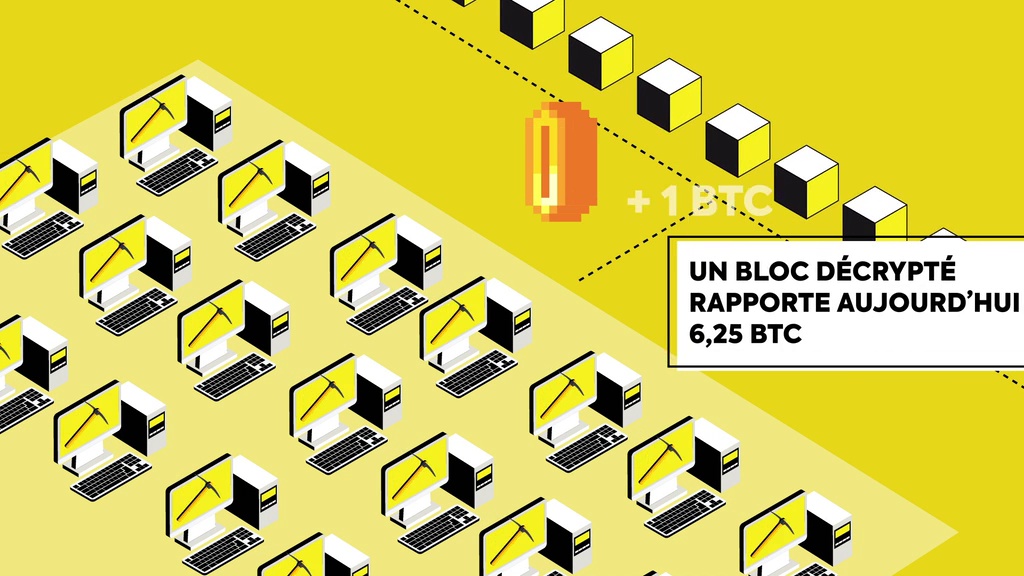 + 1 BTC
UN BLOC DÉCRYPTÉ
RAPPORTE AUJOURD'HUI
6,25 BTC